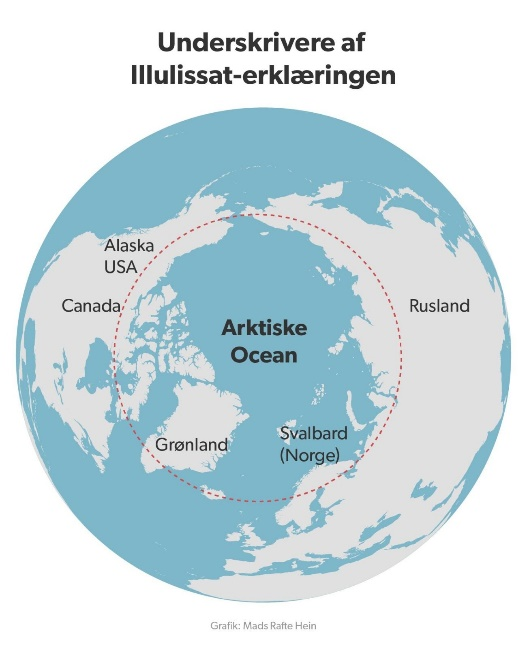 Underskrivere af
Illulissat-erklæringen
Alaska
USA
Canada
Rusland
Arktiske
Ocean
Grønland
Svalbard
(Norge)
Grafik: Mads Rafte Hein